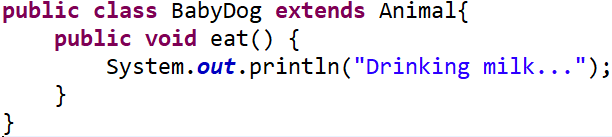 public class BabyDog extends Animal{
    public void eat() {
        System.out.println("Drinking milk...");
    }
}